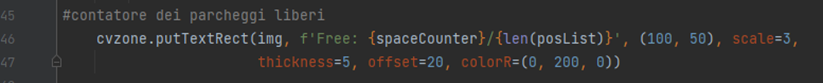 45 #contatore dei parcheggi liberi
46 cvzone.putTextRect(img, f'Free: {spaceCounter}/{len(posList)}', (100, 50), scale=3,
47 thickness=5, offset=20, colorR=(0, 200, 0))